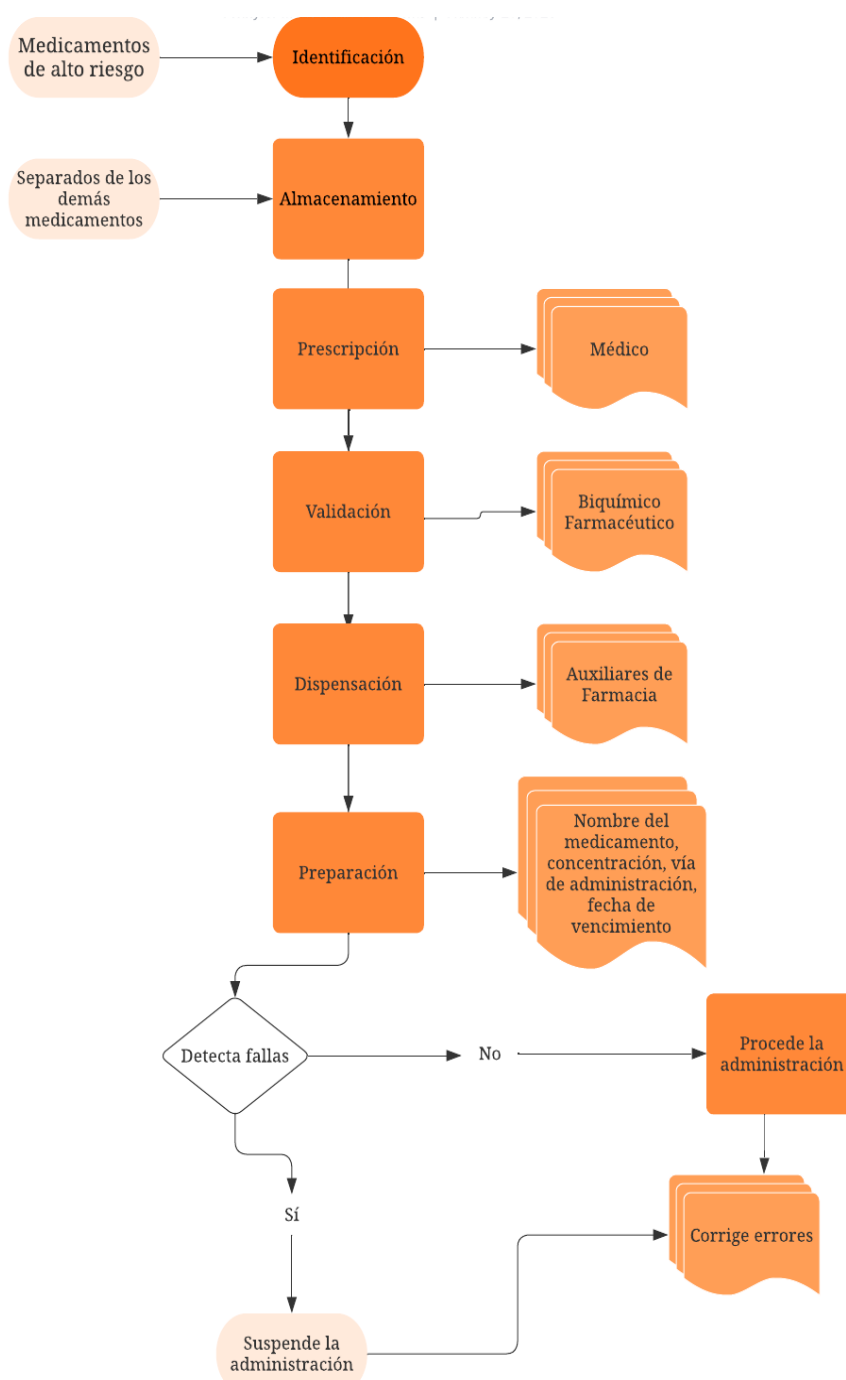 Medicamentos
de alto riesgo
Identificación
Separados de los
demás
medicamentos
Almacenamiento
Prescripción
Médico
Validación
Biquímico
Farmacéutico
Dispensación
Auxiliares de
Farmacia
Preparación
Nombre del
medicamento,
concentración, vía
de administración,
fecha de
vencimiento
Detecta fallas
No
Procede la
administración
Sí
Corrige errores
Suspende la
administración